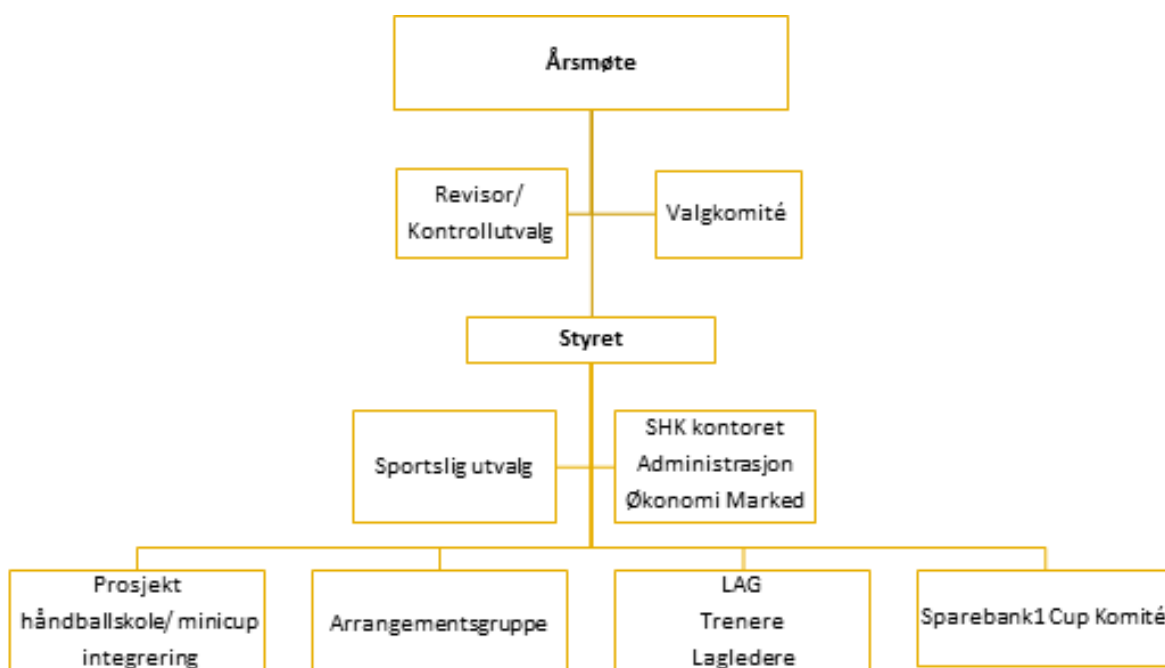 Årsmøte
Revisor/
Kontrollutvalg
Valgkomité
Styret
Sportslig utvalg
SHK kontoret
Administrasjon
Økonomi Marked
Prosjekt
håndballskole/ minicup
integrering
Arrangementsgruppe
LAG
Trenere
Lagledere
Sparebank1 Cup Komité